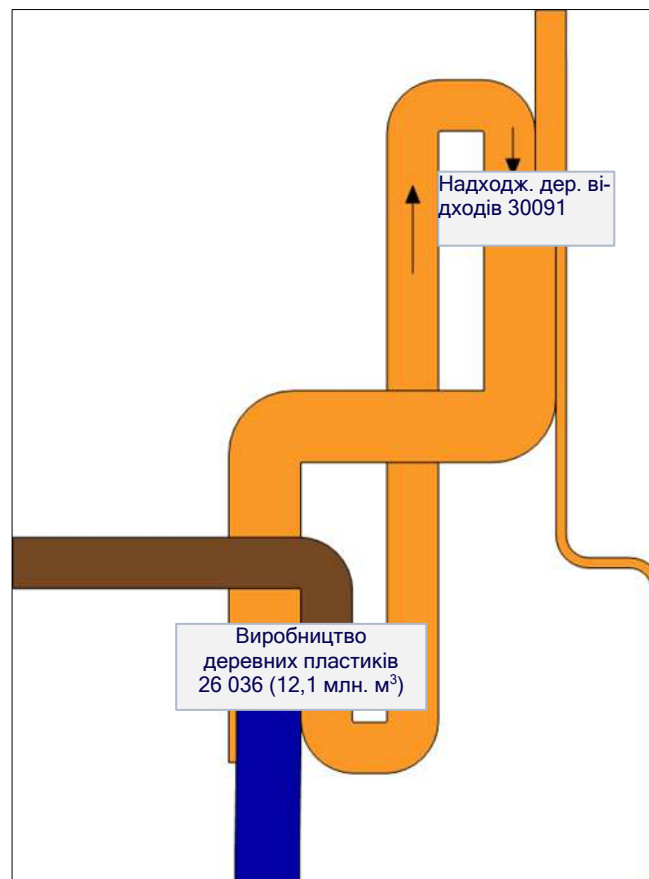 Надходж. дер. ві-
дходів 30091
Виробництво
деревних пластиків
26 036 (12,1 млн. м³)